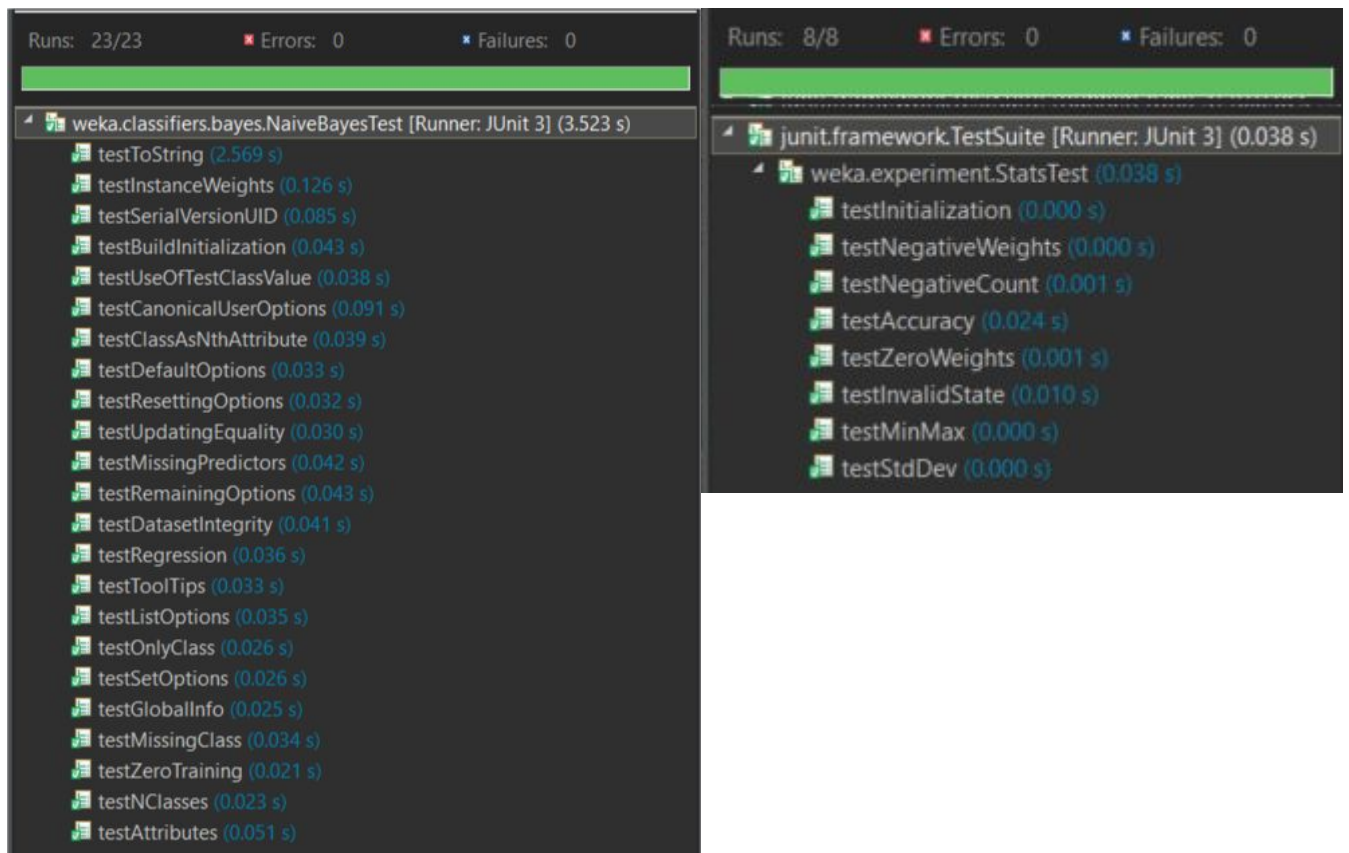 Runs: 23/23 Errors: 0 Failures: 0
weka.classifiers.bayes.NaiveBayesTest [Runner: JUnit 3] (3.523 s)
testToString (2.569 s)
testInstanceWeights (0.126 s)
testSerialVersionUID (0.085 s)
testBuildInitialization (0.043 s)
testUseOfTestClassValue (0.038 s)
testCanonicalUserOptions (0.091 s)
testClassAsNthAttribute (0.039 s)
testDefaultOptions (0.033 s)
testResettingOptions (0.032 s)
testUpdatingEquality (0.030 s)
testMissingPredictors (0.042 s)
testRemainingOptions (0.043 s)
testDatasetIntegrity (0.041 s)
testRegression (0.036 s)
testToolTips (0.033 s)
testListOptions (0.035 s)
testOnlyClass (0.026 s)
testSetOptions (0.026 s)
testGlobalInfo (0.025 s)
testMissingClass (0.034 s)
testZeroTraining (0.021 s)
testNClasses (0.023 s)
testAttributes (0.051 s)
Runs: 8/8 Errors: 0 Failures: 0
junit.framework.TestSuite [Runner: JUnit 3] (0.038 s)
weka.experiment.StatsTest (0.038 s)
testInitialization (0.000 s)
testNegativeWeights (0.000 s)
testNegativeCount (0.001 s)
testAccuracy (0.024 s)
testZeroWeights (0.001 s)
testInvalidState (0.010 s)
testMinMax (0.000 s)
testStdDev (0.000 s)